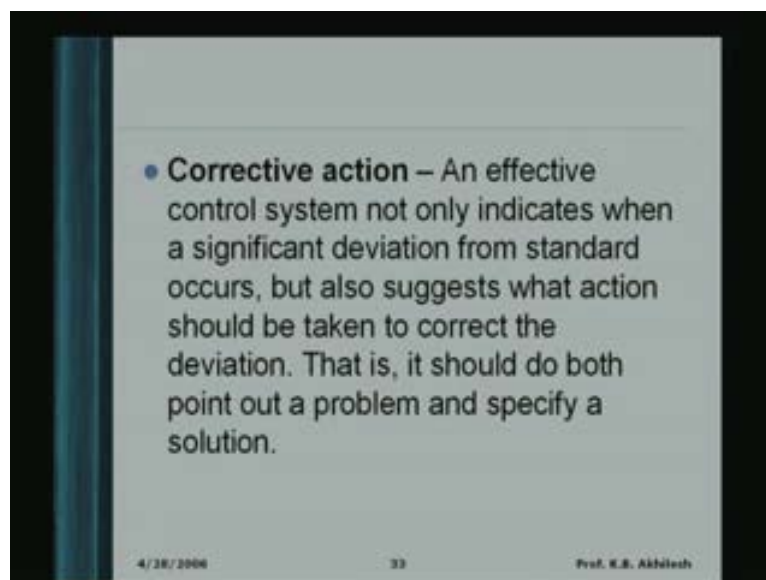 • Corrective action – An effective
control system not only indicates when
a significant deviation from standard
occurs, but also suggests what action
should be taken to correct the
deviation. That is, it should do both
point out a problem and specify a
solution.
4/28/2006 33 Prof. K.B. Akhilesh